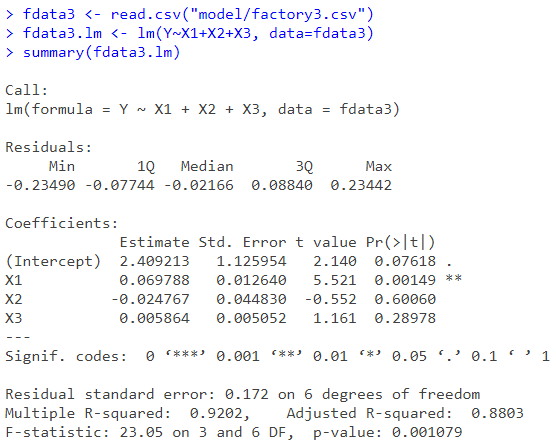 > fdata3 <- read.csv("model/factory3.csv")
> fdata3.lm <- lm(Y~X1+X2+X3, data=fdata3)
> summary(fdata3.lm)

Call:
lm(formula = Y ~ X1 + X2 + X3, data = fdata3)

Residuals:
     Min       1Q   Median       3Q      Max
-0.23490 -0.07744 -0.02166  0.08840  0.23442

Coefficients:
             Estimate Std. Error t value Pr(>|t|)
(Intercept)  2.409213   1.125954   2.140  0.07618 .
X1           0.069788   0.012640   5.521  0.00149 **
X2          -0.024767   0.044830  -0.552  0.60060
X3           0.005864   0.005052   1.161  0.28978
---
Signif. codes:  0 ‘***’ 0.001 ‘**’ 0.01 ‘*’ 0.05 ‘.’ 0.1 ‘ ’ 1

Residual standard error: 0.172 on 6 degrees of freedom
Multiple R-squared:  0.9202,    Adjusted R-squared:  0.8803
F-statistic: 23.05 on 3 and 6 DF,  p-value: 0.001079